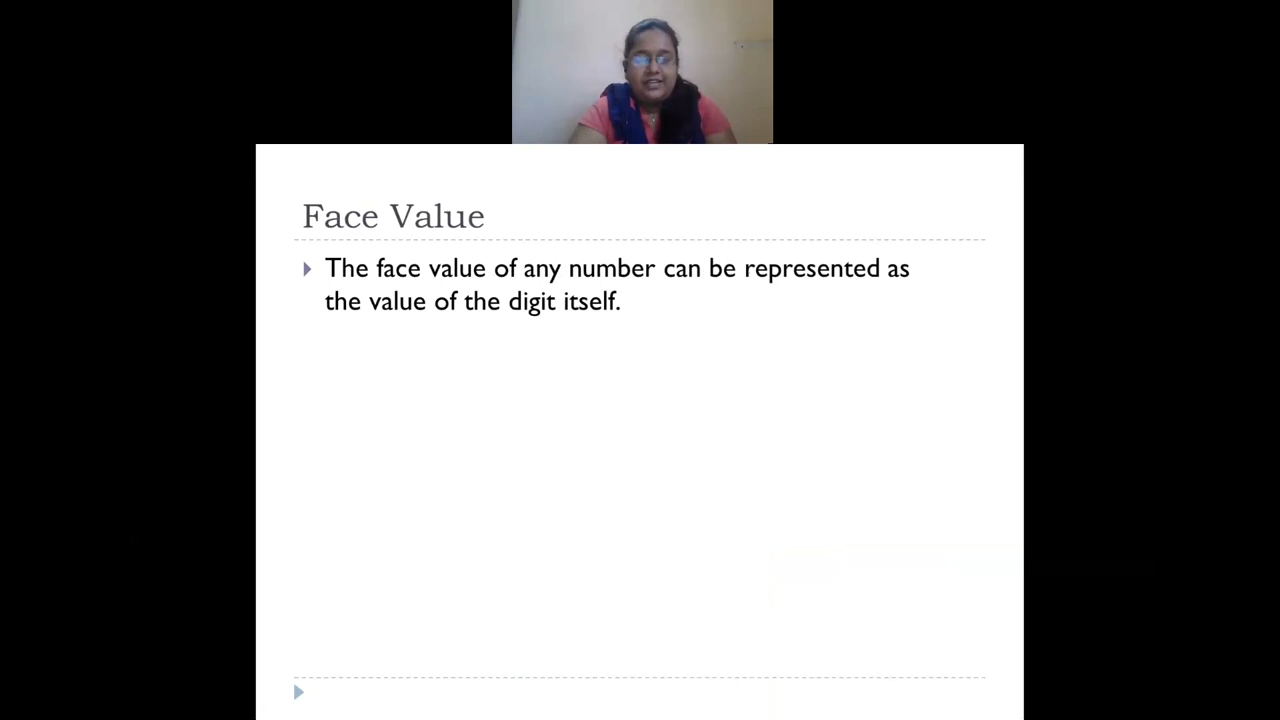 Face Value
The face value of any number can be represented as
the value of the digit itself.